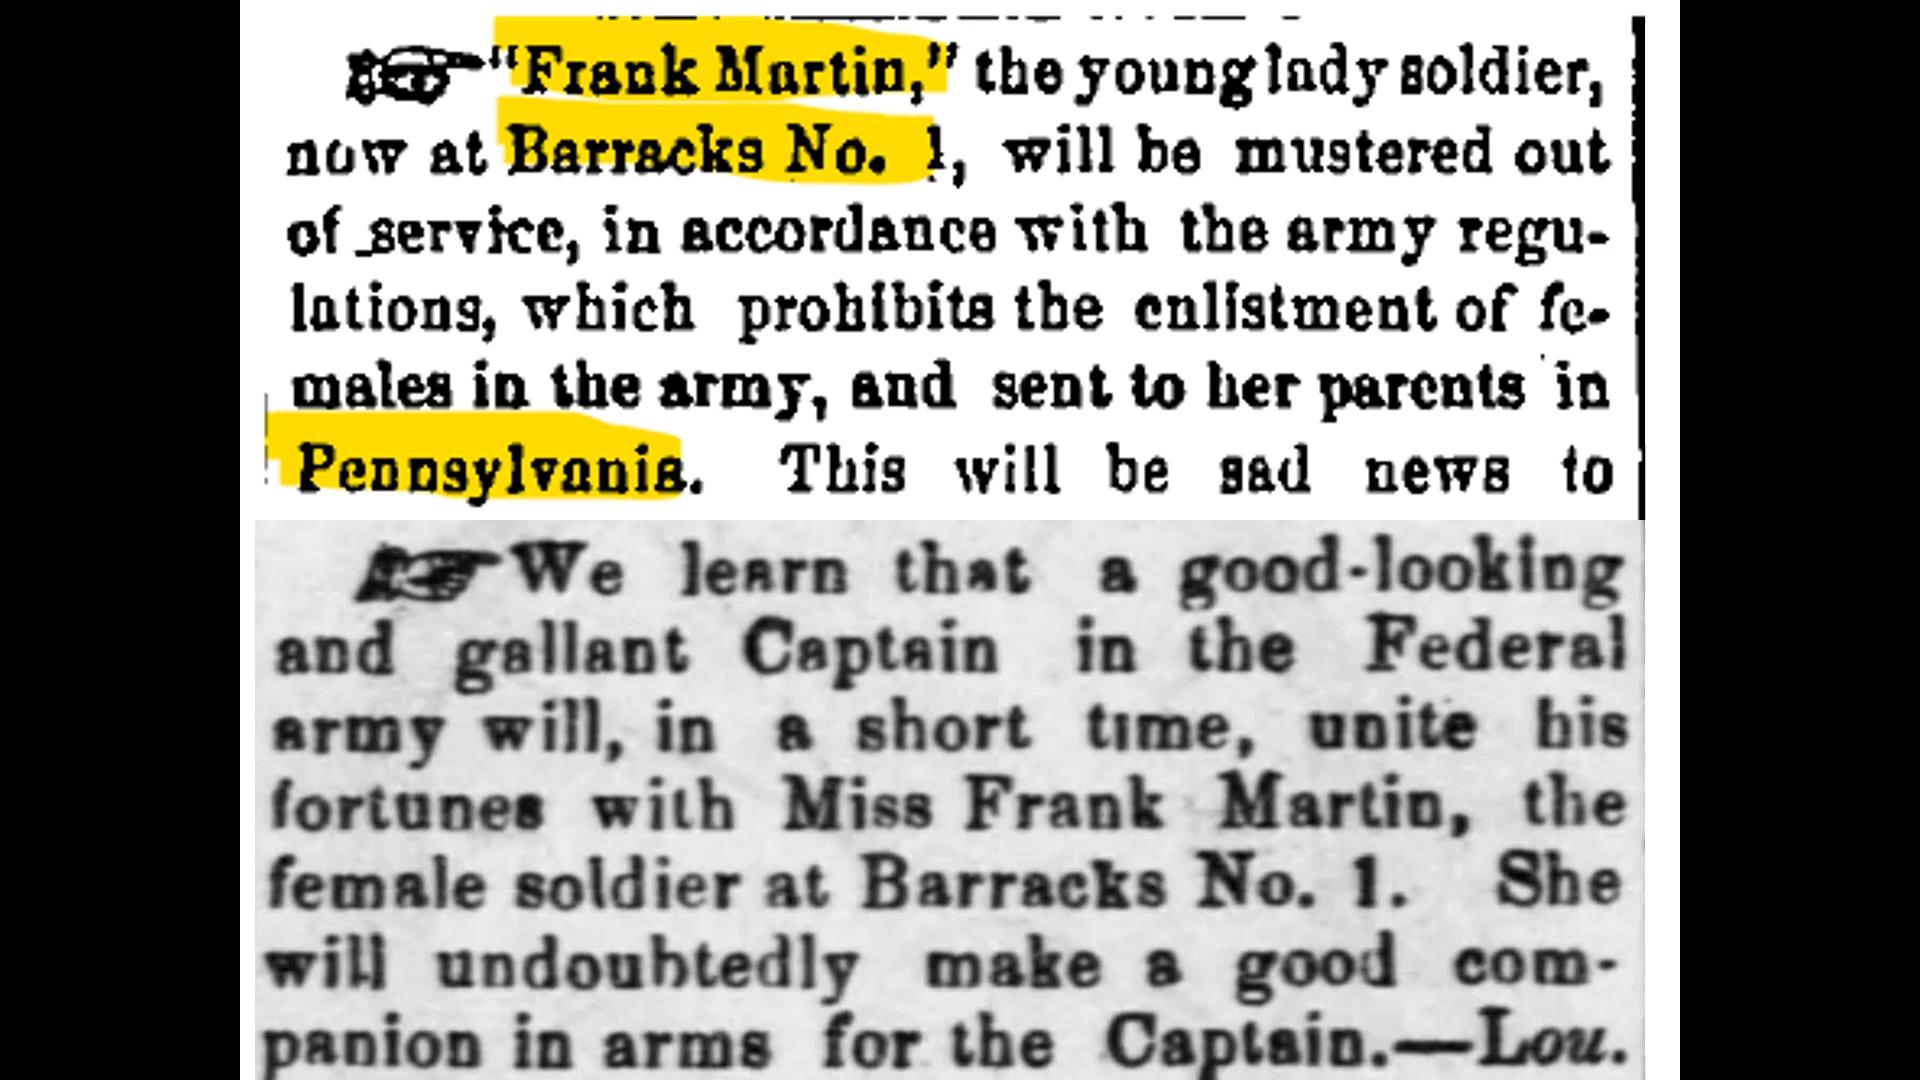 "Frank Martin," the young lady soldier,
now at Barracks No. 1, will be mustered out
of service, in accordance with the army regu-
lations, which prohibits the enlistment of fe-
males in the army, and sent to her parents in
Pennsylvania. This will be sad news to
We learn that a good-looking
and gallant Captain in the Federal
army will, in a short time, unite his
fortunes with Miss Frank Martin, the
female soldier at Barracks No. 1. She
will undoubtedly make a good com-
panion in arms for the Captain.—Lou.